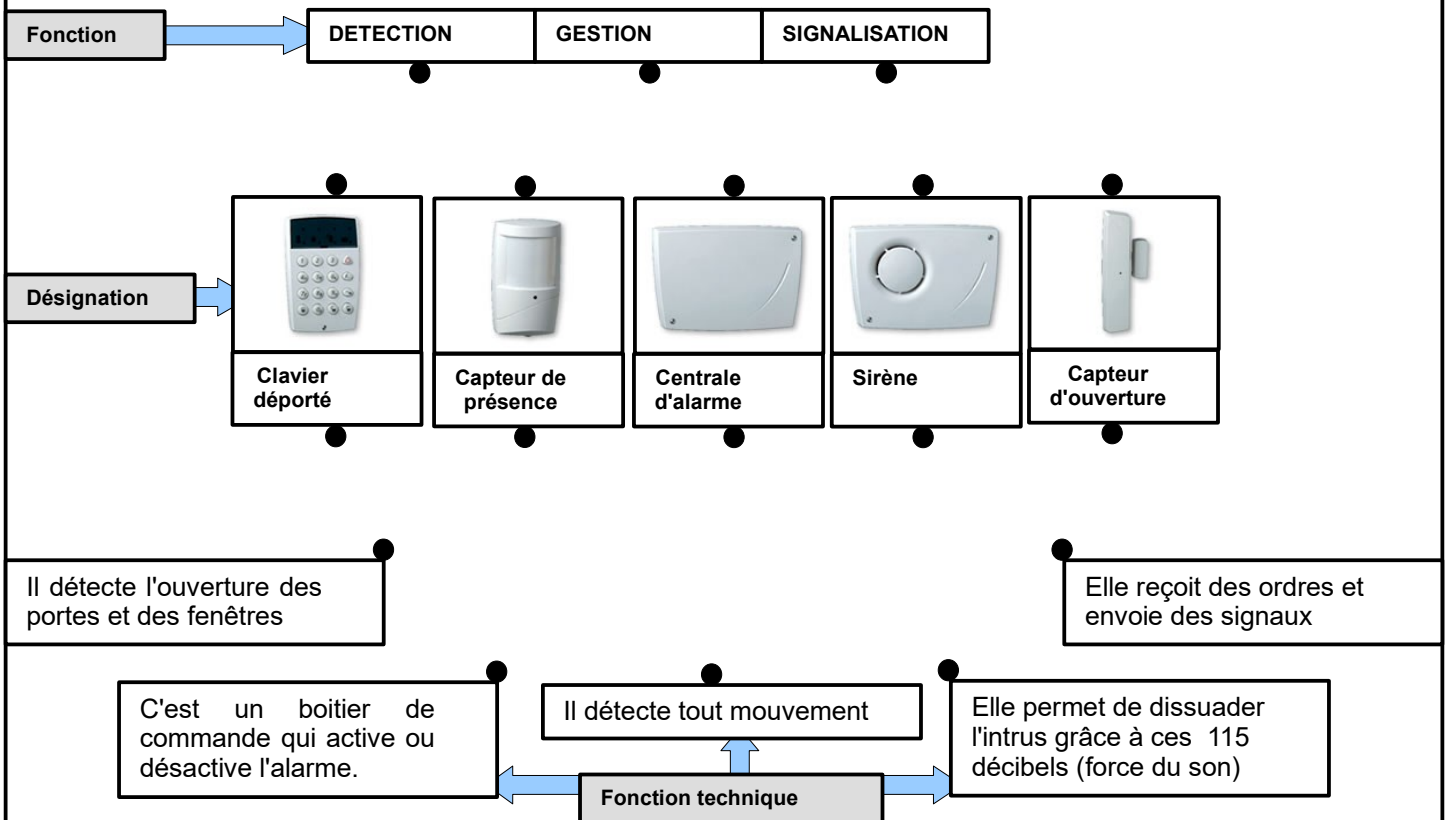 Fonction
DETECTION
GESTION
SIGNALISATION
Désignation
Clavier
déporté
Capteur de
présence
Centrale
d'alarme
Sirène
Capteur
d'ouverture
Il détecte l'ouverture des
portes et des fenêtres
Elle reçoit des ordres et
envoie des signaux
C'est un boitier de
commande qui active ou
désactive l'alarme.
Il détecte tout mouvement
Elle permet de dissuader
l'intrus grâce à ces 115
décibels (force du son)
Fonction technique